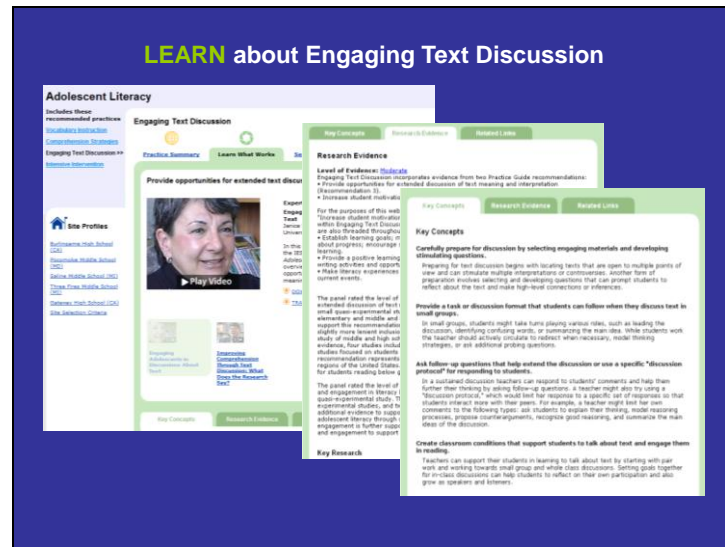 LEARN about Engaging Text Discussion
Adolescent Literacy
Includes these
recommended practices
Vocabulary Instruction
Comprehension Strategies
Engaging Text Discussion >>
Intensive Intervention
Site Profiles
Burlingame High School
(CA)
Saline Middle School (MI)
Three Fires Middle School
(MI)
Gateway High School (CA)
Site Selection Criteria
Engaging Text Discussion
Practice Summary
Learn What Works
Provide opportunities for extended text discus
Play Video
Engaging
Adolescents in
Discussions About
Text
Improving
Comprehension
Through Text
Discussion: What
Does the Research
Say?
Key Concepts
Research Evidence
Key Concepts
Research Evidence
Related Links
Research Evidence
Level of Evidence: Moderate
Engaging Text Discussion incorporates evidence from two Practice Guide recommendations:
• Provide opportunities for extended discussion of text meaning and interpretation
(Recommendation 3).
• Increase student motivati
For the purposes of this web
"Increase student motivation
within Engaging Text Discuss
are also threaded throughou
• Establish learning goals; m
about progress; encourage s
learning.
• Provide a positive learning
writing activities and opportu
• Make literacy experiences
current events.
The panel rated the level of
extended discussion of text m
small quasi-experimental stu
elementary and middle and
support this recommendation
slightly more lenient inclusion
study of middle and high sch
evidence, four studies includ
studies focused on students
recommendation represents
regions of the United States.
for students reading below g
The panel rated the level of
and engagement in literacy l
quasi-experimental study. Th
experimental studies, and tw
additional evidence to suppo
adolescent literacy through s
engagement is further suppo
and engagement to support
Key Research
Key Concepts
Research Evidence
Related Links
Key Concepts
Carefully prepare for discussion by selecting engaging materials and developing
stimulating questions.
Preparing for text discussion begins with locating texts that are open to multiple points of
view and can stimulate multiple interpretations or controversies. Another form of
preparation involves selecting and developing questions that can prompt students to
reflect about the text and make high-level connections or inferences.
Provide a task or discussion format that students can follow when they discuss text in
small groups.
In small groups, students might take turns playing various roles, such as leading the
discussion, identifying confusing words, or summarizing the main idea. While students work
the teacher should actively circulate to redirect when necessary, model thinking
strategies, or ask additional probing questions.
Ask follow-up questions that help extend the discussion or use a specific "discussion
protocol" for responding to students.
In a sustained discussion teachers can respond to students' comments and help them
further their thinking by asking follow-up questions. A teacher might also try using a
"discussion protocol," which would limit her response to a specific set of responses so that
students interact more with their peers. For example, a teacher might limit her own
comments to the following types: ask students to explain their thinking, model reasoning
processes, propose counterarguments, recognize good reasoning, and summarize the main
ideas of the discussion.
Create classroom conditions that support students to talk about text and engage them
in reading.
Teachers can support their students in learning to talk about text by starting with pair
work and working towards small group and whole class discussions. Setting goals together
for in-class discussions can help students to reflect on their own participation and also
grow as speakers and listeners.